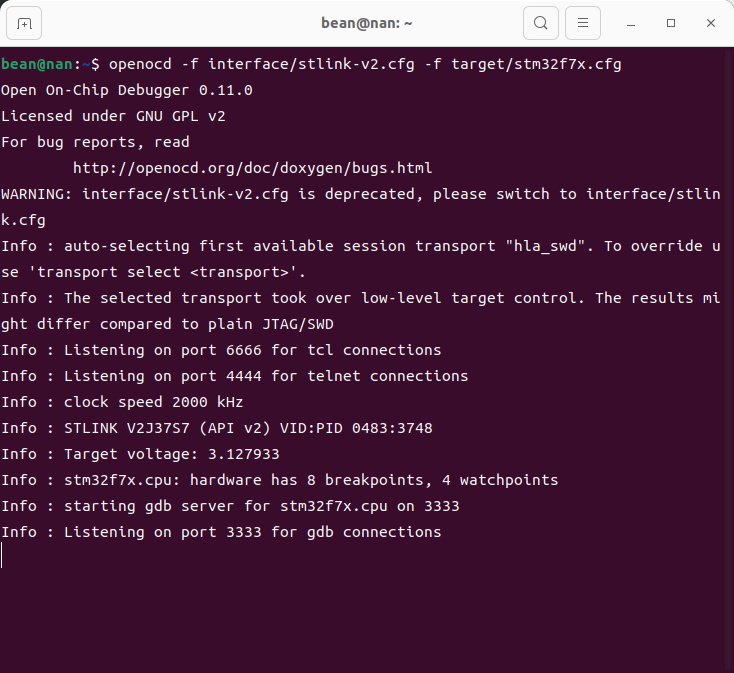 bean@nan: ~
bean@nan:~$ openocd -f interface/stlink-v2.cfg -f target/stm32f7x.cfg
Open On-Chip Debugger 0.11.0
Licensed under GNU GPL v2
For bug reports, read
        http://openocd.org/doc/doxygen/bugs.html
WARNING: interface/stlink-v2.cfg is deprecated, please switch to interface/stlin
k.cfg
Info : auto-selecting first available session transport "hla_swd". To override u
se 'transport select <transport>'.
Info : The selected transport took over low-level target control. The results mi
ght differ compared to plain JTAG/SWD
Info : Listening on port 6666 for tcl connections
Info : Listening on port 4444 for telnet connections
Info : clock speed 2000 kHz
Info : STLINK V2J37S7 (API v2) VID:PID 0483:3748
Info : Target voltage: 3.127933
Info : stm32f7x.cpu: hardware has 8 breakpoints, 4 watchpoints
Info : starting gdb server for stm32f7x.cpu on 3333
Info : Listening on port 3333 for gdb connections